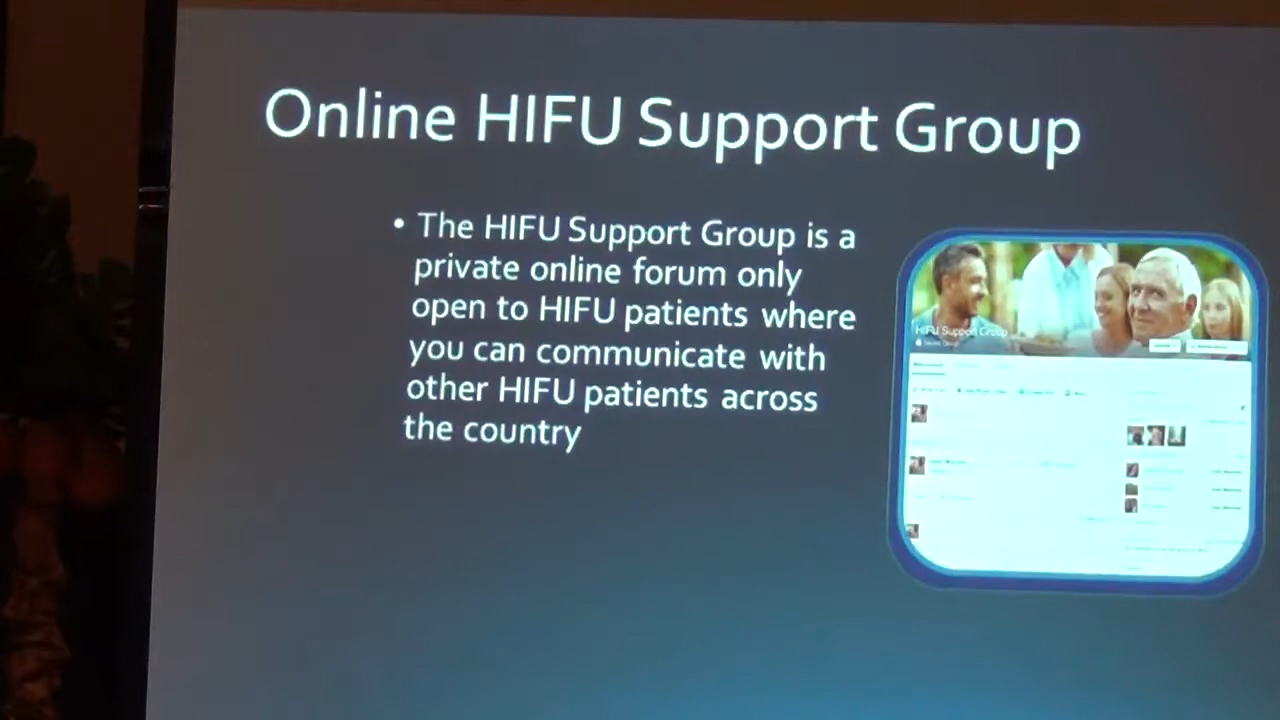 Online HIFU Support Group
• The HIFU Support Group is a
private online forum only
open to HIFU patients where
you can communicate with
other HIFU patients across
the country
HIFU Support Group